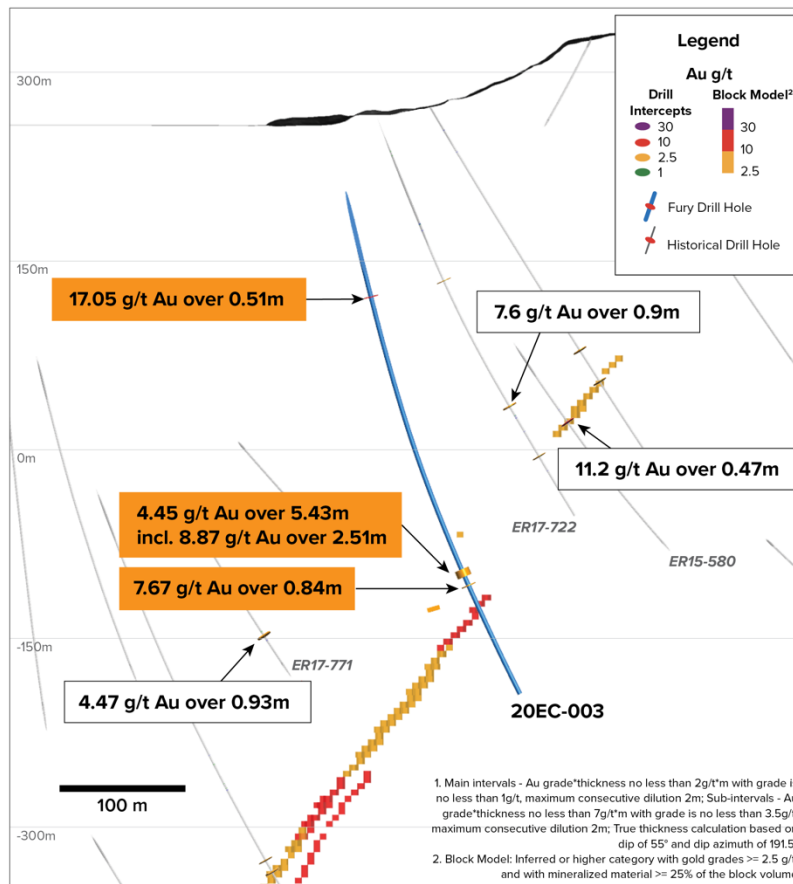 Legend
Au g/t
Drill Intercepts
30
10
2.5
1
Block Model²
30
10
2.5
Fury Drill Hole
Historical Drill Hole
300m
150m
0m
-150m
-300m
17.05 g/t Au over 0.51m
7.6 g/t Au over 0.9m
11.2 g/t Au over 0.47m
4.45 g/t Au over 5.43m
incl. 8.87 g/t Au over 2.51m
ER17-722
ER15-580
7.67 g/t Au over 0.84m
ER17-771
4.47 g/t Au over 0.93m
20EC-003
100 m
1. Main intervals - Au grade*thickness no less than 2g/t*m with grade is
no less than 1g/t, maximum consecutive dilution 2m; Sub-intervals - Au
grade*thickness no less than 7g/t*m with grade is no less than 3.5g/t,
maximum consecutive dilution 2m; True thickness calculation based on
dip of 55° and dip azimuth of 191.5
2. Block Model: Inferred or higher category with gold grades >= 2.5 g/t
and with mineralized material >= 25% of the block volume